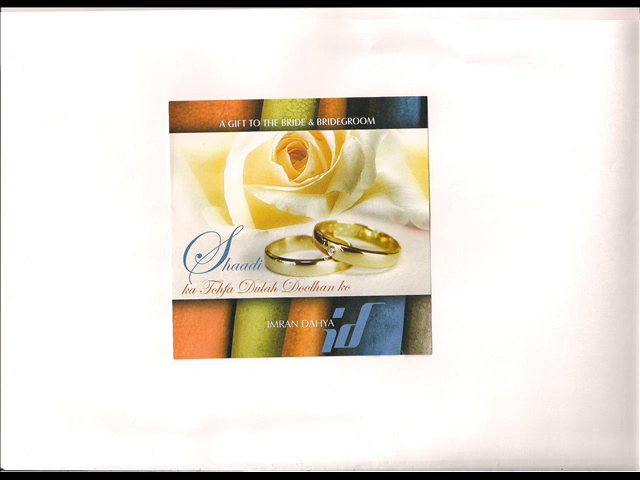 A GIFT TO THE BRIDE & BRIDEGROOM
Shaadi
ka Tohfa Dulah Doolhan ko
IMRAN DAHYA
id